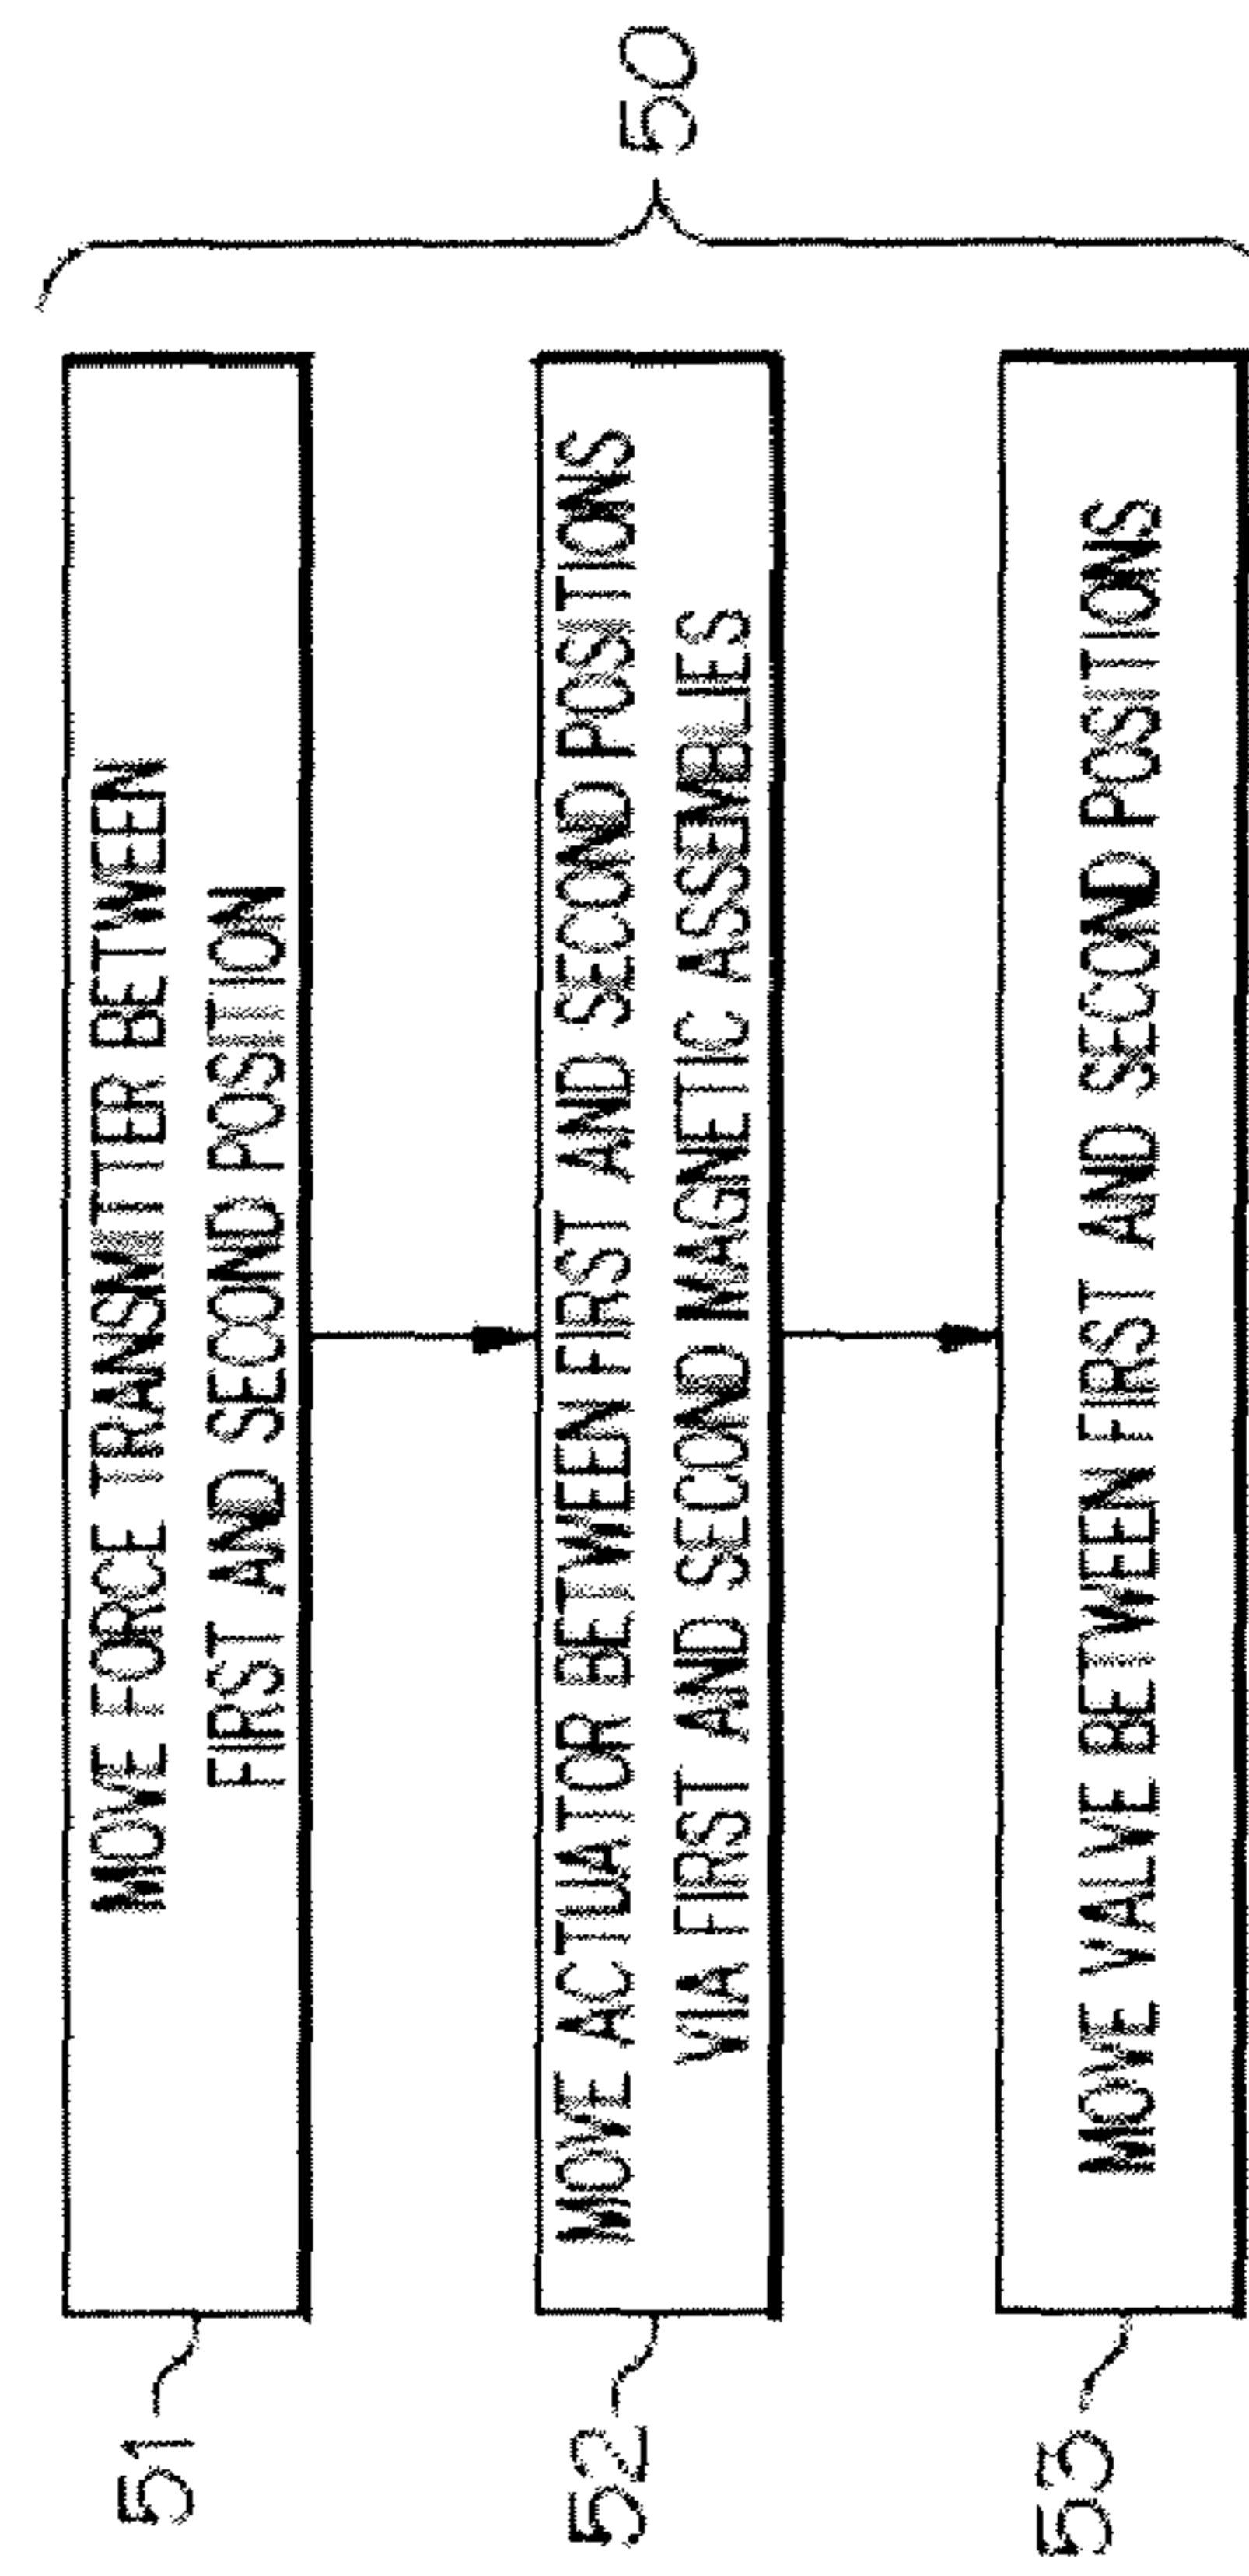 51
MOVE FORCE TRANSMITTER BETWEEN
FIRST AND SECOND POSITION
52
MOVE ACTUATOR BETWEEN FIRST AND SECOND POSITIONS
VIA FIRST AND SECOND MAGNETIC ASSEMBLIES
53
MOVE VALVE BETWEEN FIRST AND SECOND POSITIONS
50